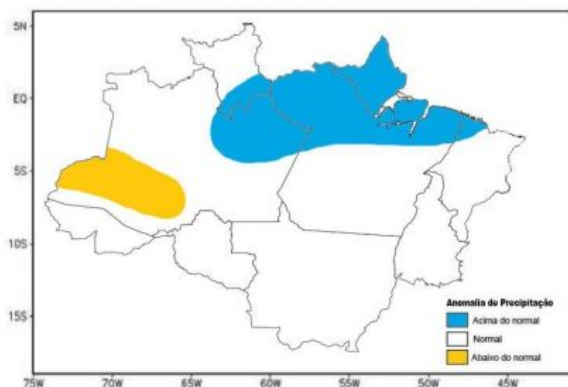 5N
EQ
5S
10S
15S
75W
70W
65W
60W
55W
50W
45W
Anomalia de Precipitação
Acima do normal
Normal
Abaixo do normal